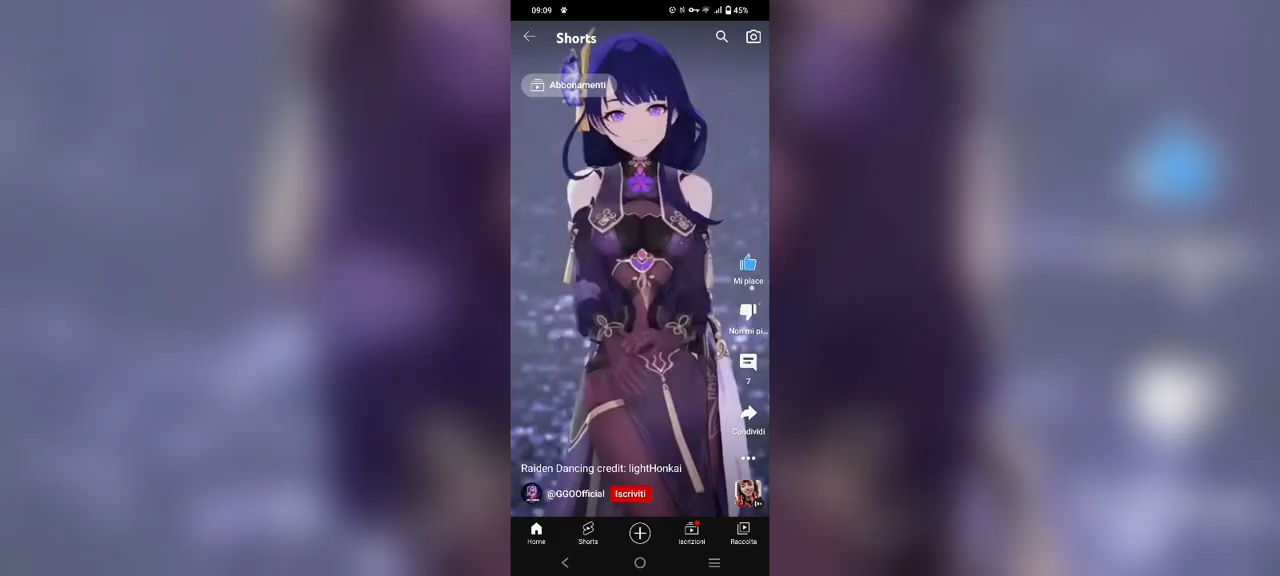 09:09
45%
Shorts
Abbonamenti
Mi piace
Non mi pi...
7
Condividi
Raiden Dancing credit: lightHonkai
@GGOOfficial Iscriviti
Home Shorts Iscrizioni Raccolta